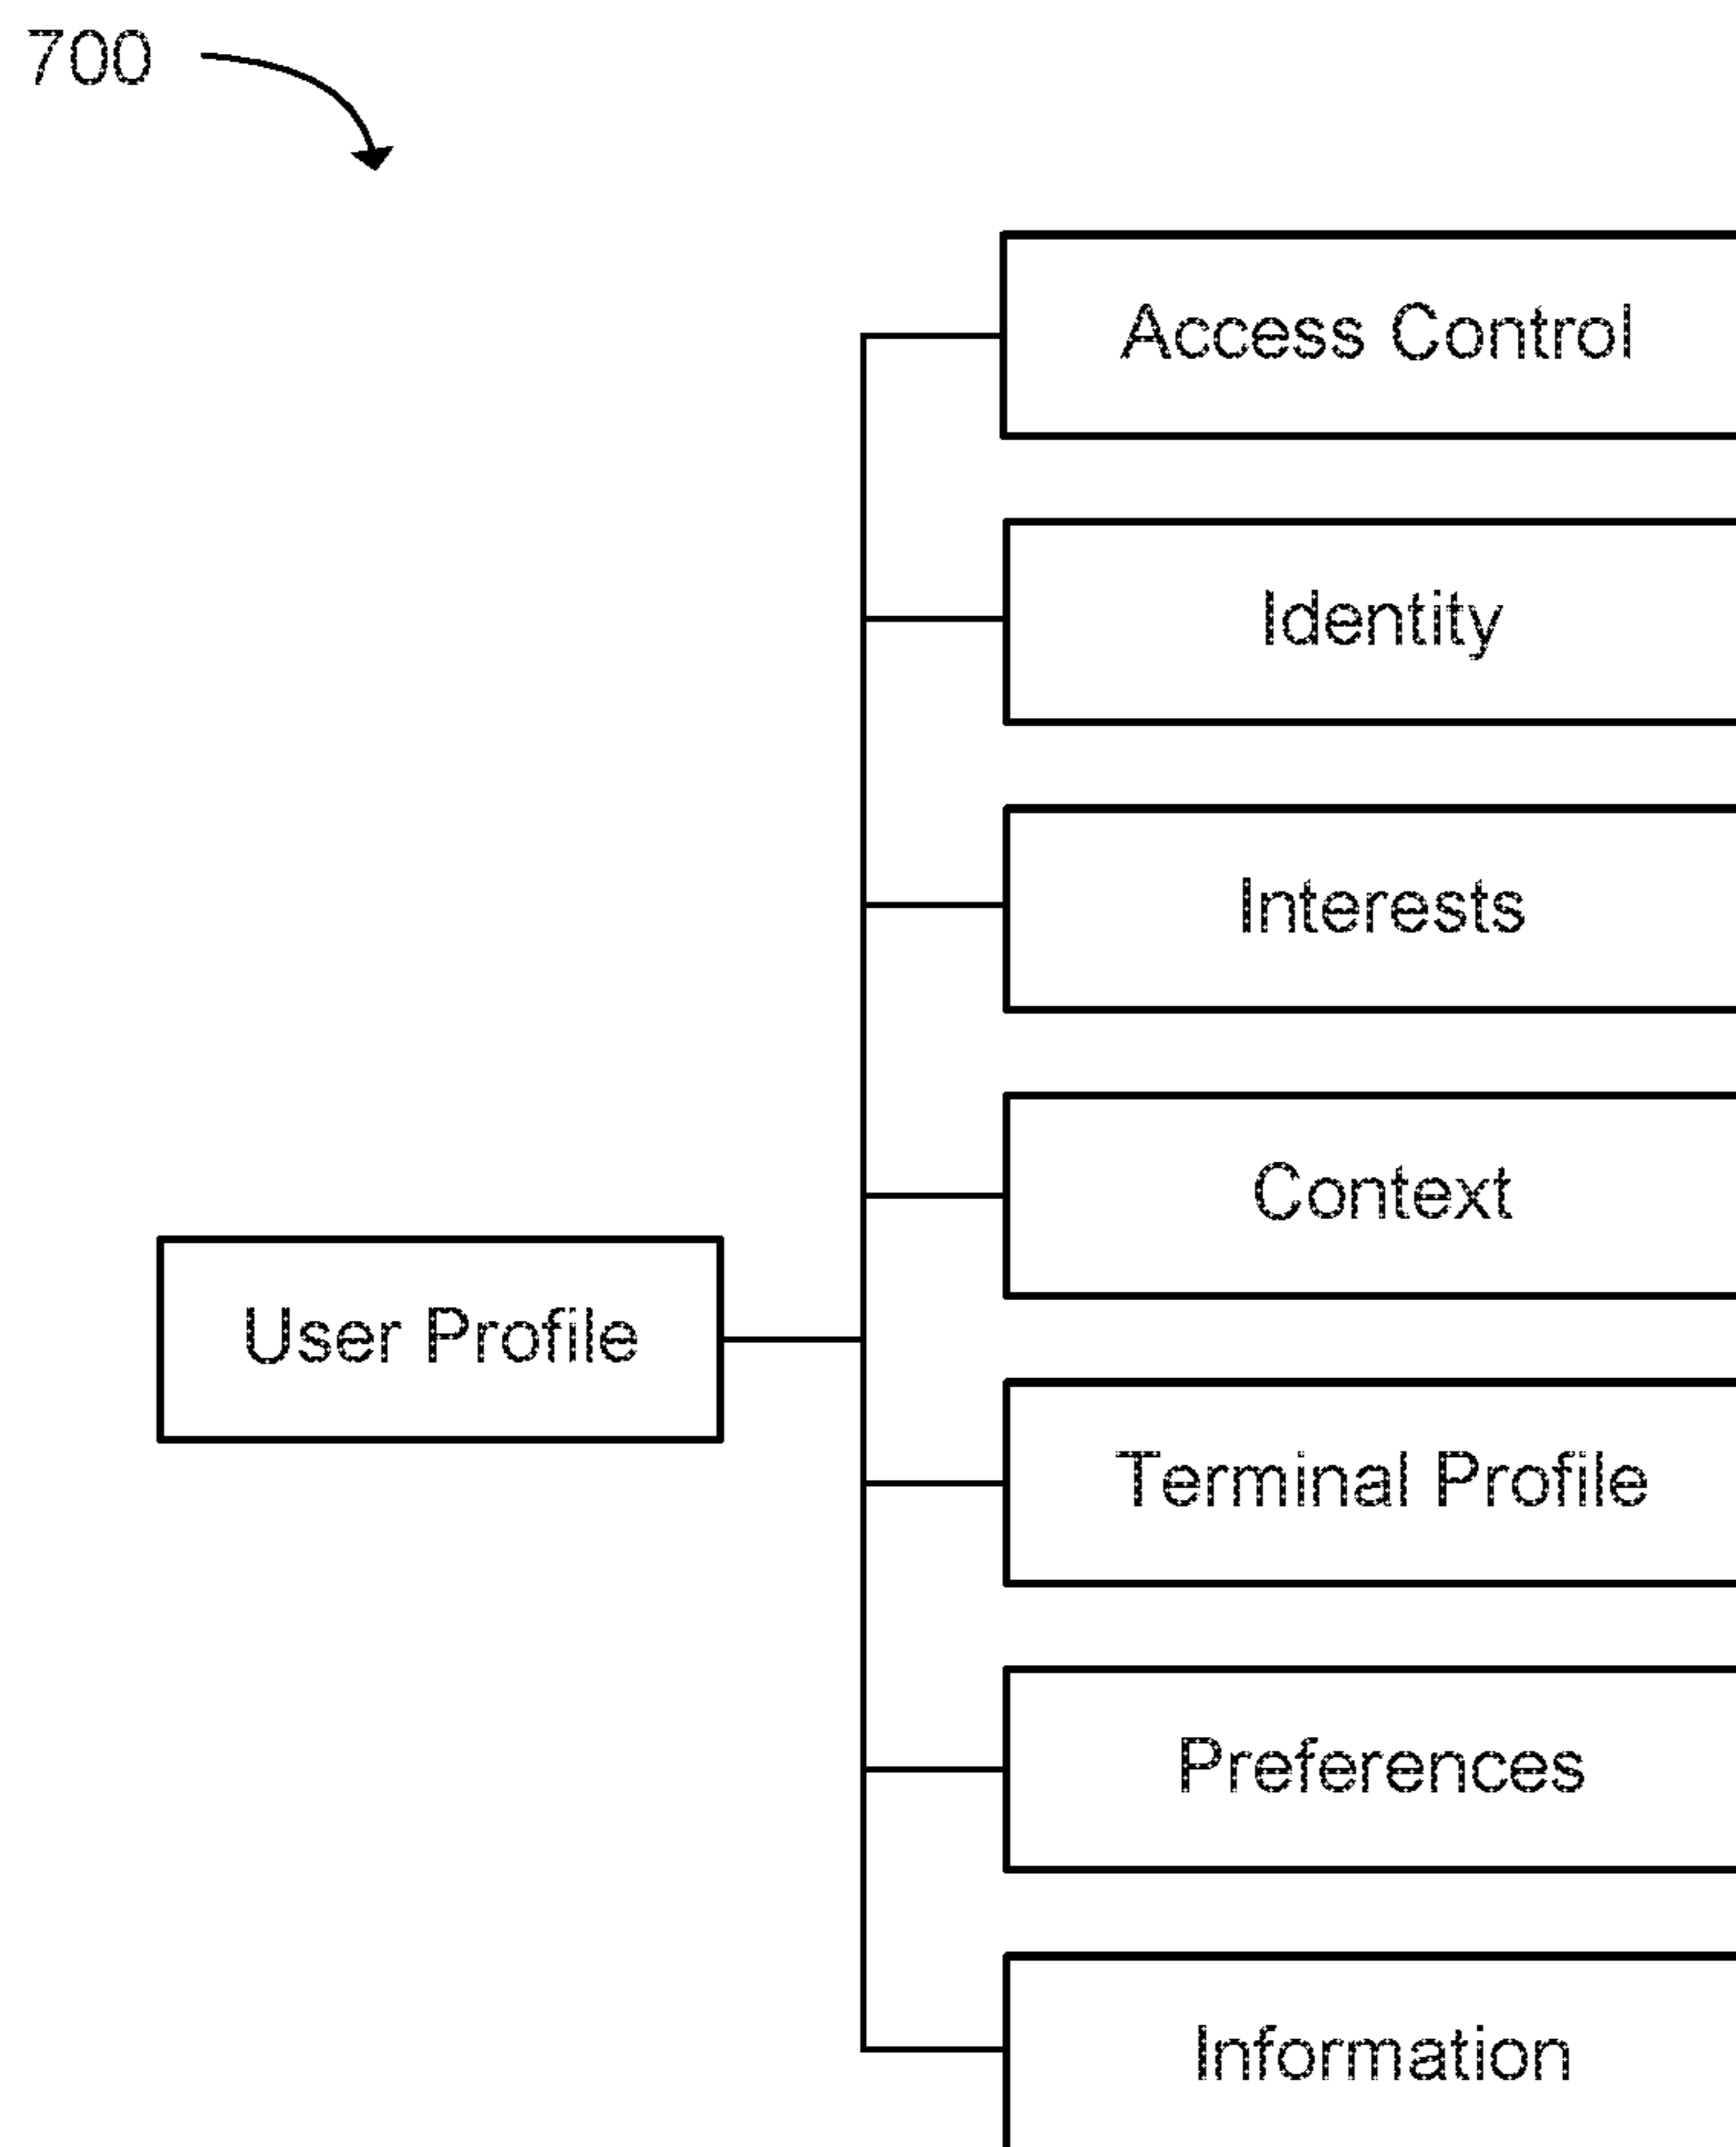 700
Access Control
Identity
Interests
Context
User Profile
Terminal Profile
Preferences
Information